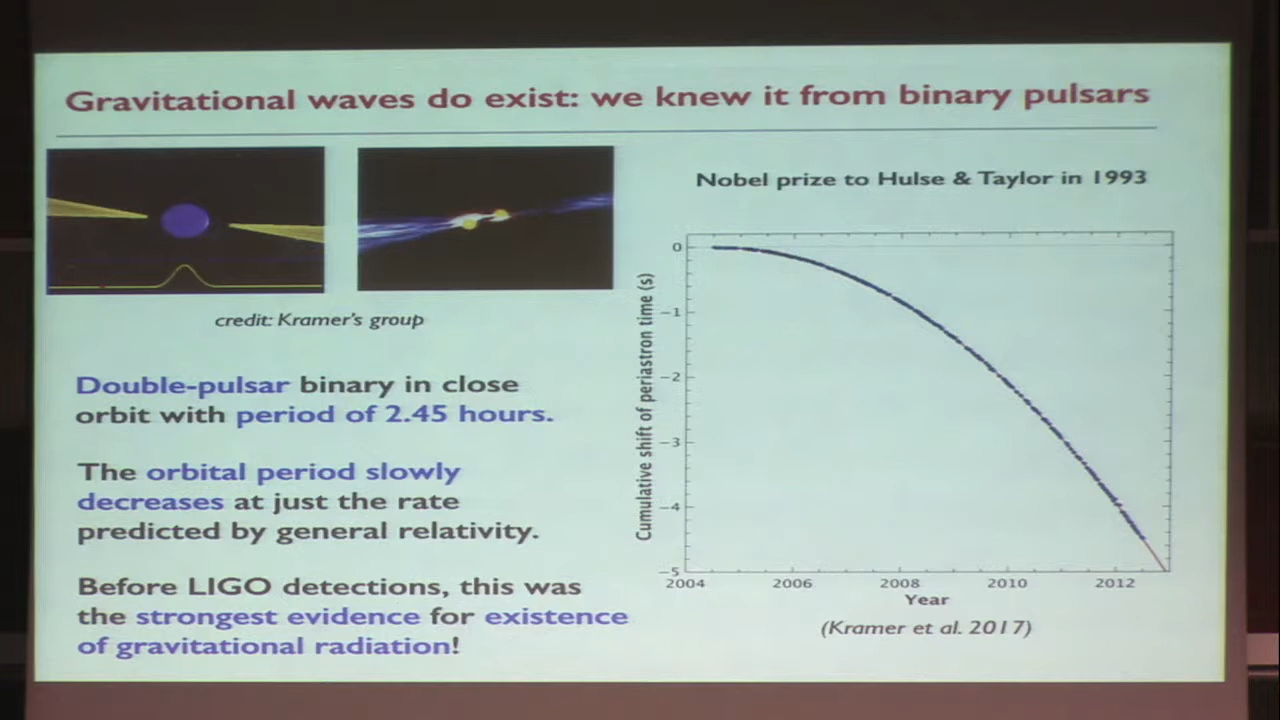 Gravitational waves do exist: we knew it from binary pulsars
credit: Kramer's group
Double-pulsar binary in close
orbit with period of 2.45 hours.
The orbital period slowly
decreases at just the rate
predicted by general relativity.
Before LIGO detections, this was
the strongest evidence for existence
of gravitational radiation!
Nobel prize to Hulse & Taylor in 1993
Cumulative shift of periastron time (s)
0
−1
−2
−3
−4
−5
2004 2006 2008 2010 2012
Year
(Kramer et al. 2017)